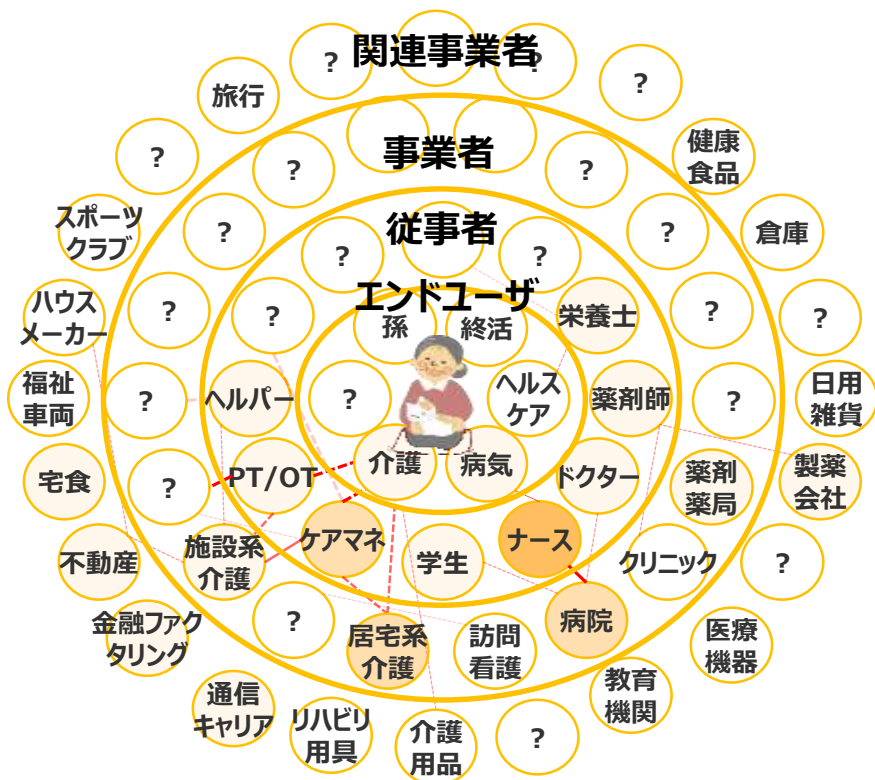 関連事業者
?
?
?
旅行
?
健康
食品
事業者
?
?
スポーツ
クラブ
?
?
倉庫
従事者
?
?
ハウス
メーカー
?
?
?
エンドユーザ
?
孫
終活
栄養士
福祉
車両
?
ヘルパー
?
ヘルス
ケア
薬剤師
?
日用
雑貨
宅食
?
PT/OT
介護
病気
ドクター
薬剤
薬局
製薬
会社
不動産
施設系
介護
ケアマネ
学生
ナース
クリニック
?
金融ファク
タリング
?
居宅系
介護
訪問
看護
病院
医療
機器
通信
キャリア
リハビリ
用具
介護
用品
?
教育
機関